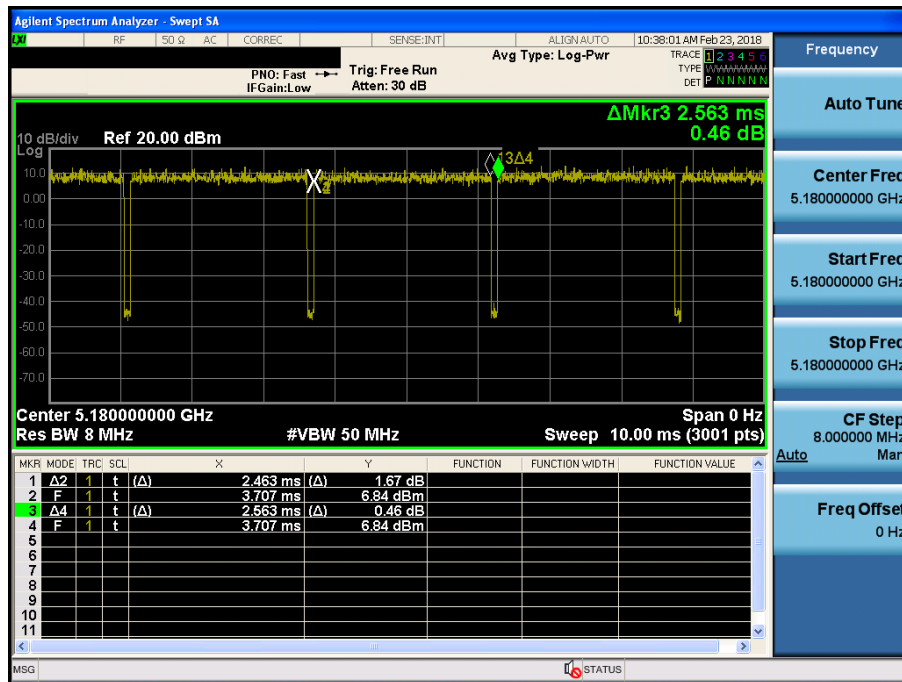 Agilent Spectrum Analyzer - Swept SA
LXI RF 50 Ω AC CORREC SENSE:INT ALIGN AUTO 10:38:01 AM Feb 23, 2018
Frequency
PNO: Fast
IFGain:Low
Trig: Free Run
Atten: 30 dB
Avg Type: Log-Pwr
TRACE 1 2 3 4 5 6
TYPE WWWWWW
DET P N N N N N
Auto Tune
ΔMkr3 2.563 ms
0.46 dB
10 dB/div Ref 20.00 dBm
Log
10.0
0.00
-10.0
-20.0
-30.0
-40.0
-50.0
-60.0
-70.0
3Δ4
Center Freq
5.180000000 GHz
Start Freq
5.180000000 GHz
Stop Freq
5.180000000 GHz
CF Step
8.000000 MHz
Auto Man
Freq Offset
0 Hz
Center 5.180000000 GHz Span 0 Hz
Res BW 8 MHz #VBW 50 MHz Sweep 10.00 ms (3001 pts)
MKR MODE TRC SCL X Y FUNCTION FUNCTION WIDTH FUNCTION VALUE
1 Δ2 1 t (Δ) 2.463 ms (Δ) 1.67 dB
2 F 1 t 3.707 ms 6.84 dBm
3 Δ4 1 t (Δ) 2.563 ms (Δ) 0.46 dB
4 F 1 t 3.707 ms 6.84 dBm
5
6
7
8
9
10
11
MSG STATUS